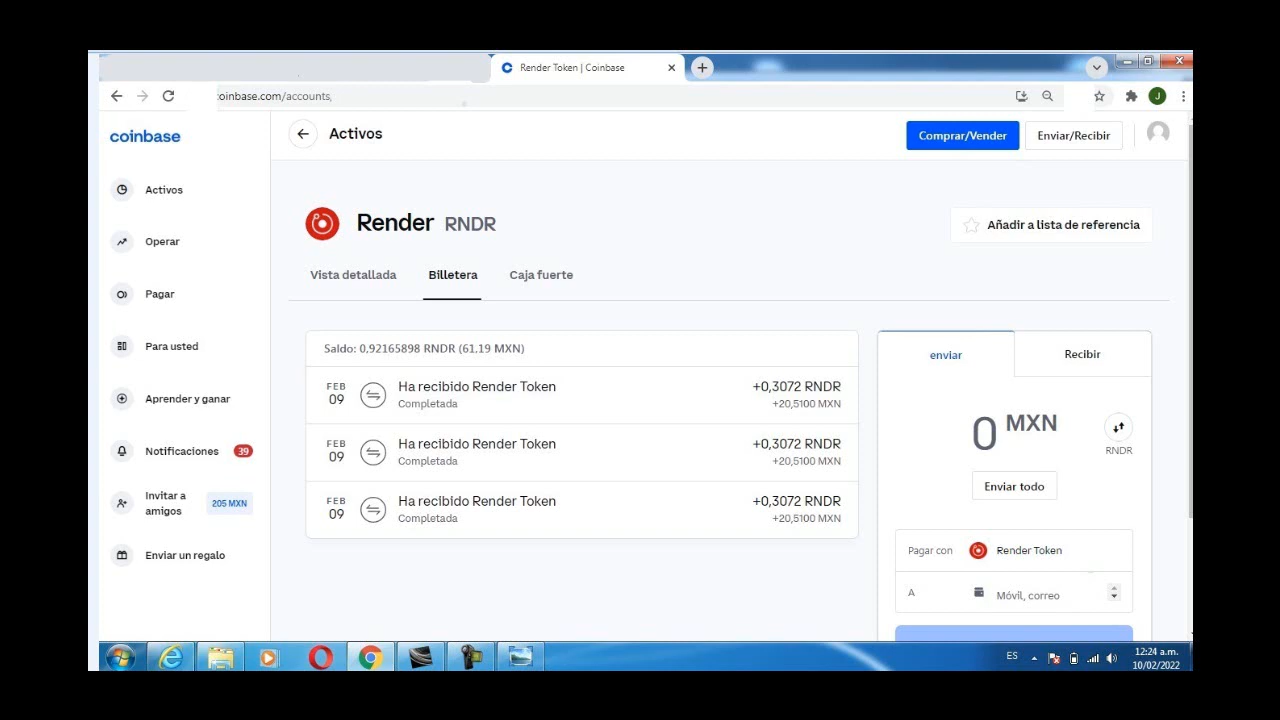 Render Token | Coinbase
oinbase.com/accounts,
J
coinbase
Activos
Comprar/Vender
Enviar/Recibir
Activos
Operar
Pagar
Para usted
Aprender y ganar
Notificaciones
39
Invitar a
amigos
205 MXN
Enviar un regalo
Render RNDR
Añadir a lista de referencia
Vista detallada
Billetera
Caja fuerte
Saldo: 0,92165898 RNDR (61,19 MXN)
FEB
09
Ha recibido Render Token
Completada
+0,3072 RNDR
+20,5100 MXN
FEB
09
Ha recibido Render Token
Completada
+0,3072 RNDR
+20,5100 MXN
FEB
09
Ha recibido Render Token
Completada
+0,3072 RNDR
+20,5100 MXN
enviar
Recibir
0 MXN
RNDR
Enviar todo
Pagar con
Render Token
A
Móvil, correo
ES
12:24 a.m.
10/02/2022